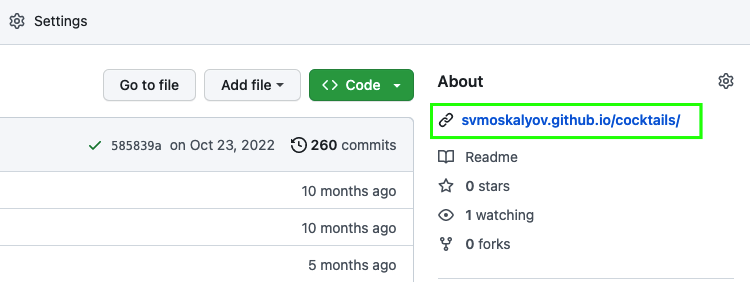 Settings
Go to file
Add file
Code
585839a on Oct 23, 2022 260 commits
10 months ago
10 months ago
5 months ago
About
svmoskalyov.github.io/cocktails/
Readme
0 stars
1 watching
0 forks